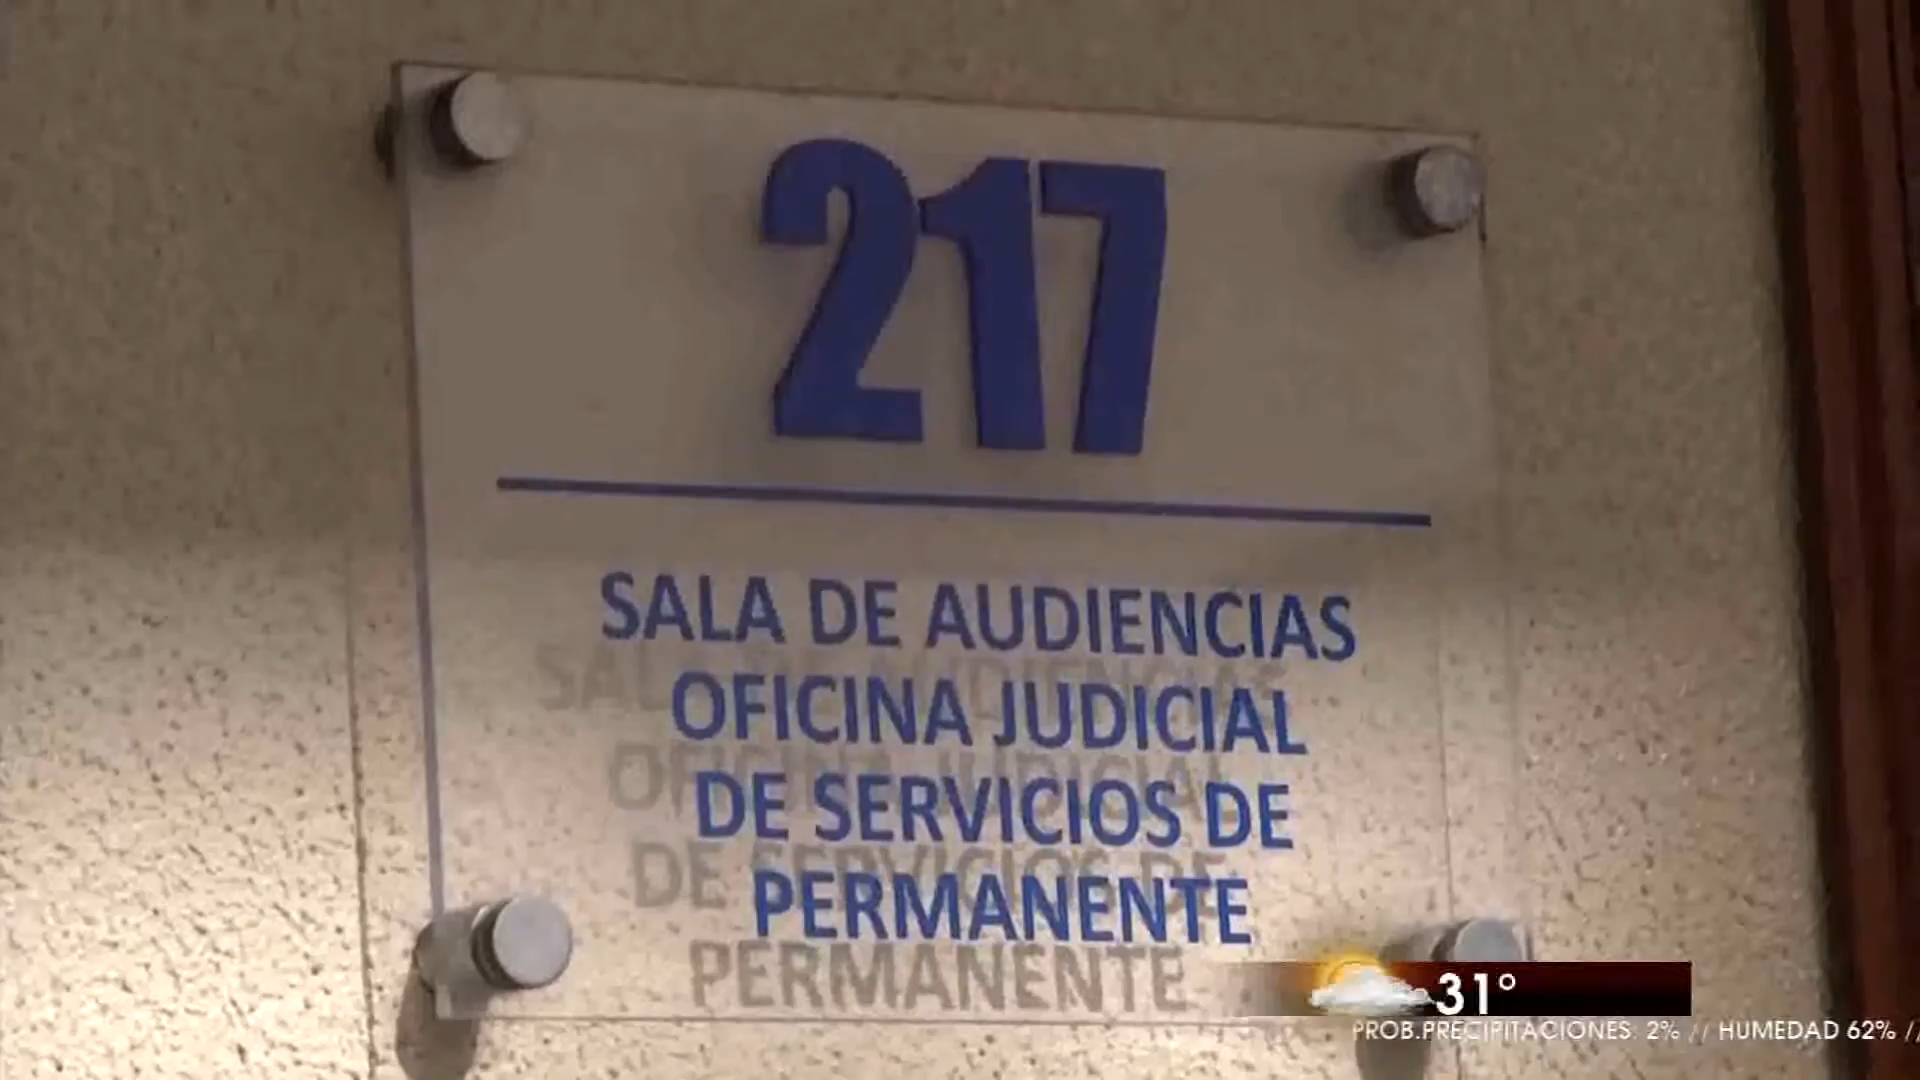 217
SALA DE AUDIENCIAS
OFICINA JUDICIAL
DE SERVICIOS DE
PERMANENTE
31°
PROB.PRECIPITACIONES: 2% // HUMEDAD 62% //